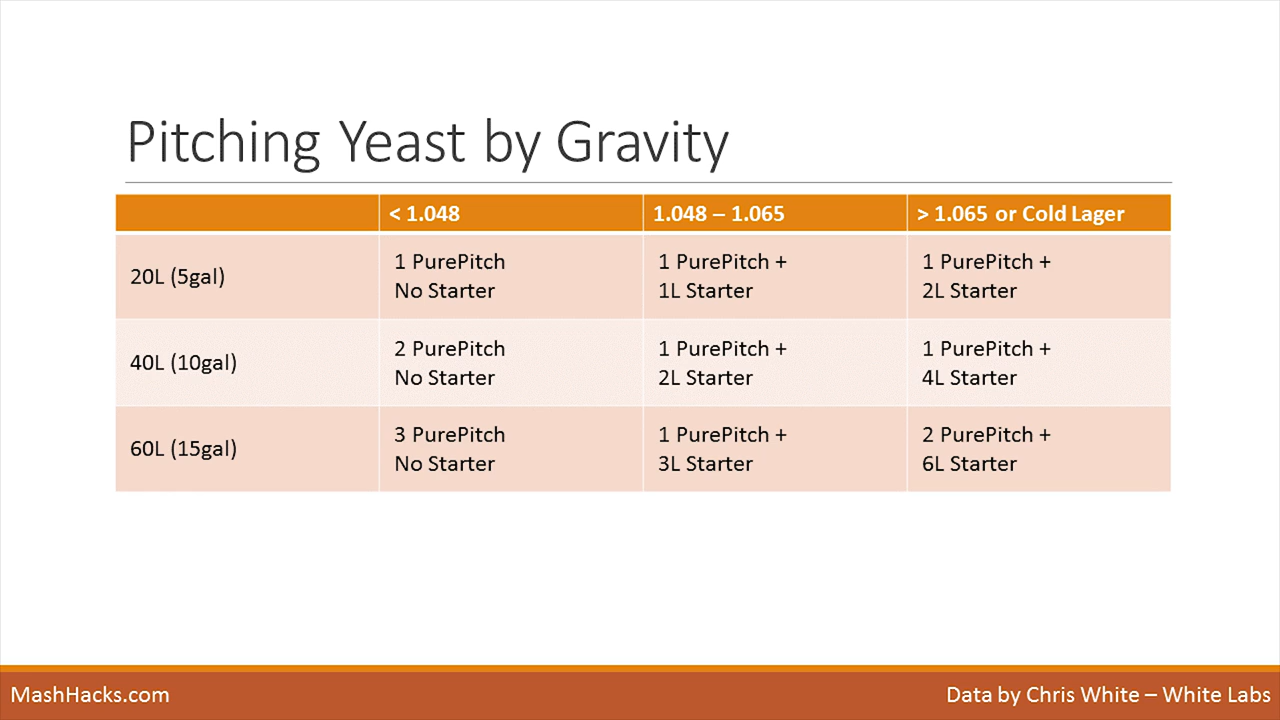 Pitching Yeast by Gravity
< 1.048
1.048 – 1.065
> 1.065 or Cold Lager
20L (5gal)
1 PurePitch
No Starter
1 PurePitch +
1L Starter
1 PurePitch +
2L Starter
40L (10gal)
2 PurePitch
No Starter
1 PurePitch +
2L Starter
1 PurePitch +
4L Starter
60L (15gal)
3 PurePitch
No Starter
1 PurePitch +
3L Starter
2 PurePitch +
6L Starter
MashHacks.com
Data by Chris White – White Labs